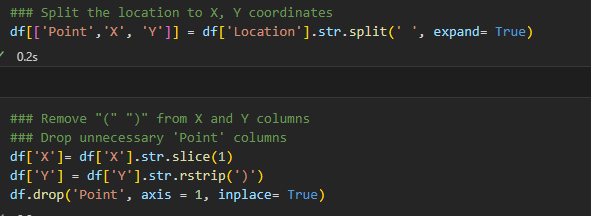 ### Split the location to X, Y coordinates
df[['Point','X', 'Y']] = df['Location'].str.split(' ', expand= True)
0.2s
### Remove "(" ")" from X and Y columns
### Drop unnecessary 'Point' columns
df['X']= df['X'].str.slice(1)
df['Y'] = df['Y'].str.rstrip(')')
df.drop('Point', axis = 1, inplace= True)